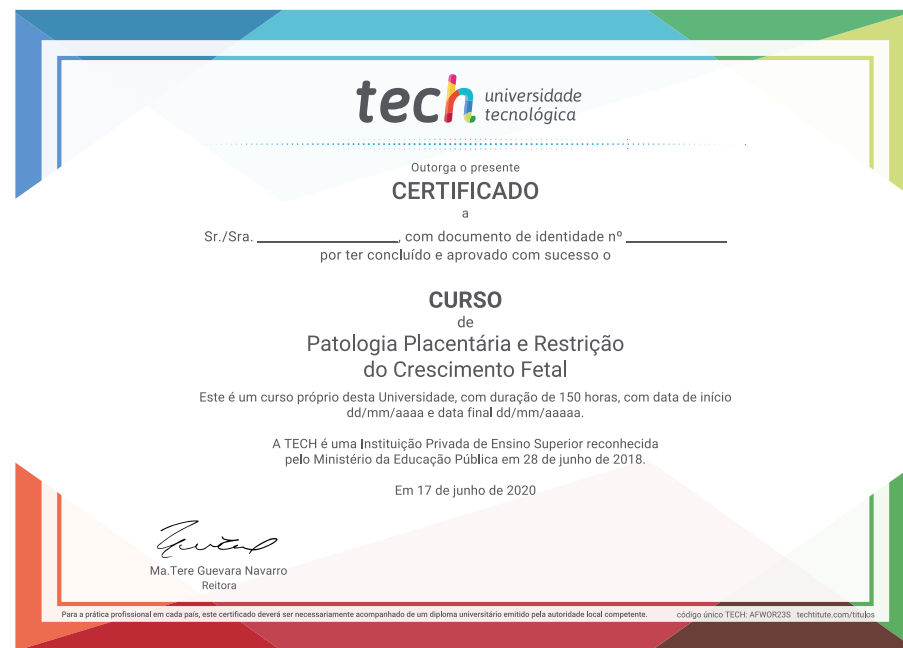 tech universidade
tecnológica
Outorga o presente
CERTIFICADO
a
Sr./Sra. ____________, com documento de identidade nº ____________
por ter concluído e aprovado com sucesso o
CURSO
de
Patologia Placentária e Restrição
do Crescimento Fetal
Este é um curso próprio desta Universidade, com duração de 150 horas, com data de início
dd/mm/aaaa e data final dd/mm/aaaaa.
A TECH é uma Instituição Privada de Ensino Superior reconhecida
pelo Ministério da Educação Pública em 28 de junho de 2018.
Em 17 de junho de 2020
Ma.Tere Guevara Navarro
Reitora
Para a prática profissional em cada país, este certificado deverá ser necessariamente acompanhado de um diploma universitário emitido pela autoridade local competente. código único TECH: AFWOR23S techtitute.com/titulos